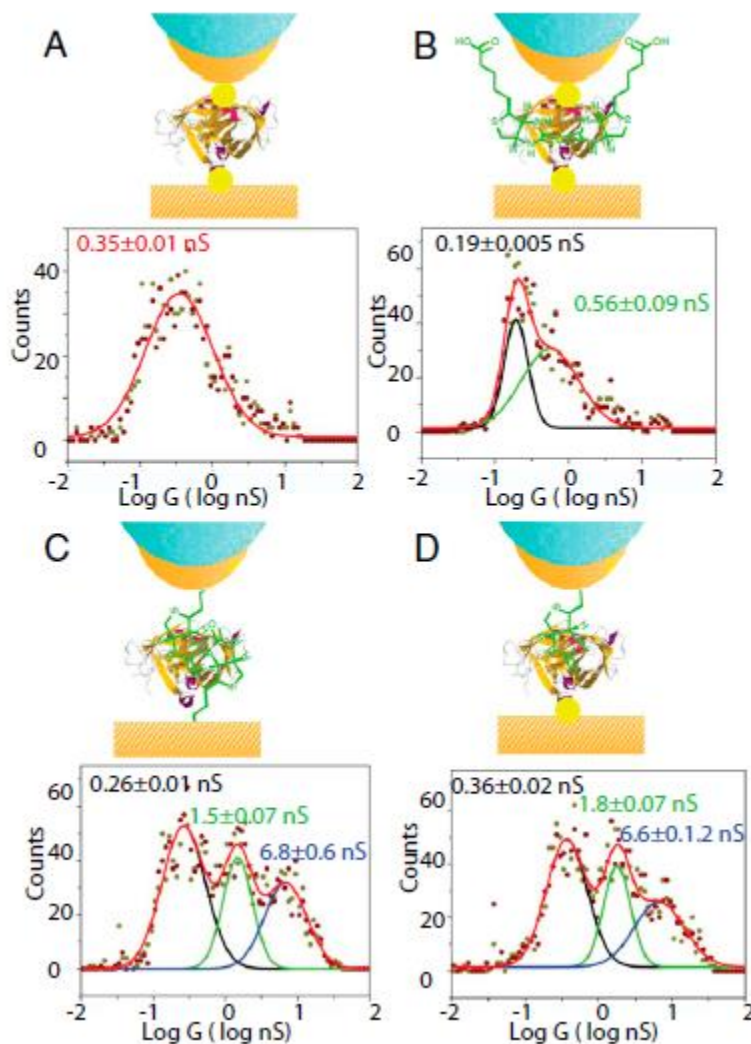 A
0.35±0.01 nS
Counts
40
20
0
-2 -1 0 1 2
Log G ( log nS)
B
HO O
O OH
0.19±0.005 nS
0.56±0.09 nS
Counts
60
40
20
0
-2 -1 0 1 2
Log G ( log nS)
C
0.26±0.01 nS
1.5±0.07 nS
6.8±0.6 nS
Counts
60
40
20
0
-2 -1 0 1 2
Log G ( log nS)
D
0.36±0.02 nS
1.8±0.07 nS
6.6±0.1.2 nS
Counts
60
40
20
0
-2 -1 0 1 2
Log G ( log nS)